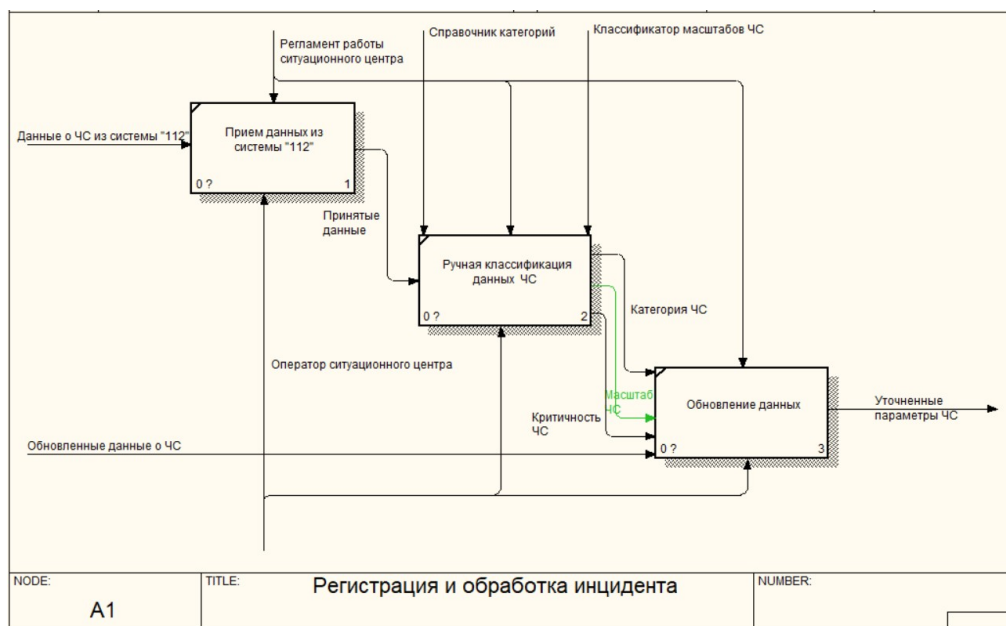 Регламент работы
ситуационного центра
Справочник категорий
Классификатор масштабов ЧС
Данные о ЧС из системы "112"
Прием данных из
системы "112"
0 ?
1
Принятые
данные
Ручная классификация
данных ЧС
0 ?
2
Категория ЧС
Оператор ситуационного центра
Масштаб
ЧС
Критичность
ЧС
Обновление данных
0 ?
3
Уточненные
параметры ЧС
Обновленные данные о ЧС
NODE:
A1
TITLE:
Регистрация и обработка инцидента
NUMBER: